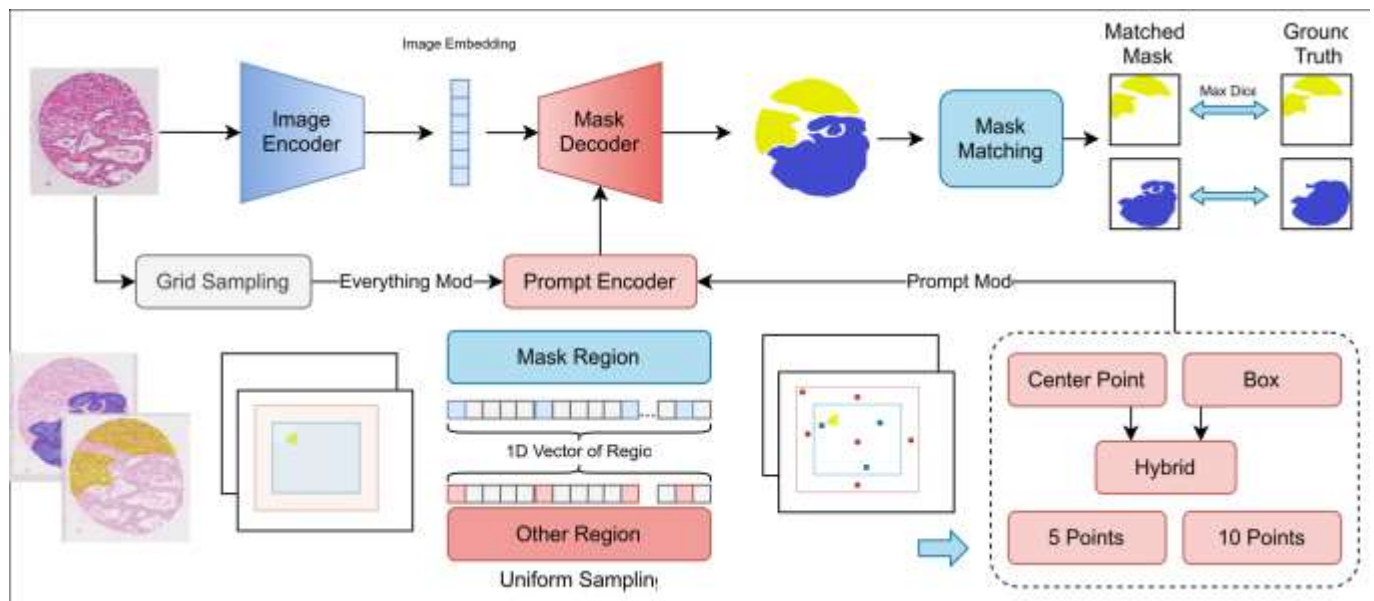 Image Embedding
Matched
Mask
Ground
Truth
Image
Encoder
Mask
Decoder
Mask
Matching
Max Dice
Grid Sampling
Everything Mod
Prompt Encoder
Prompt Mod
Mask Region
1D Vector of Regic
Other Region
Uniform Sampling
Center Point
Box
Hybrid
5 Points
10 Points